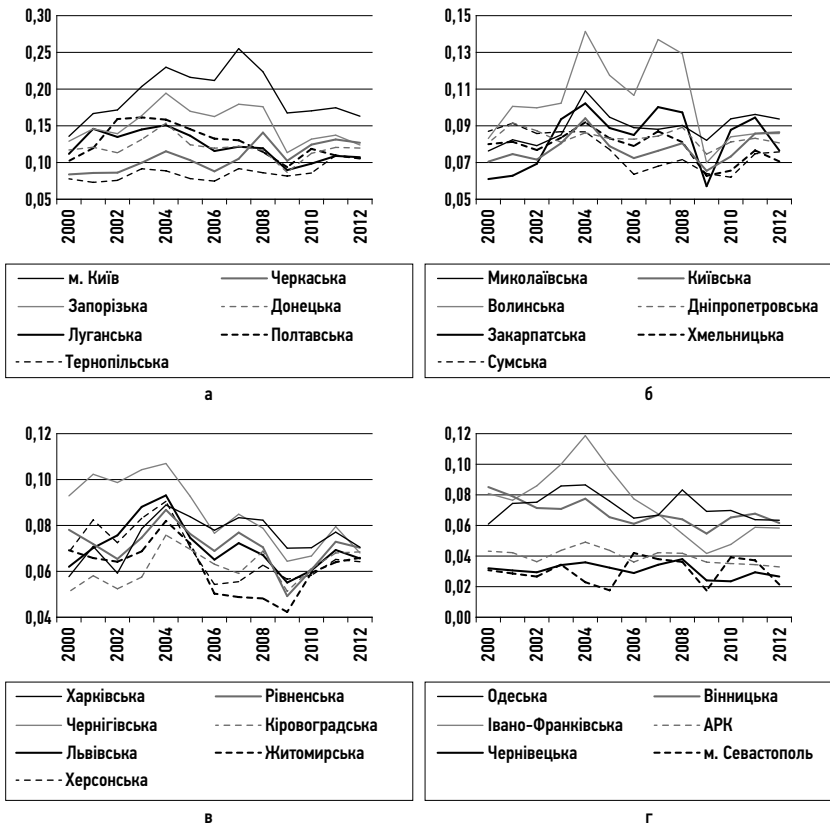 0,30
0,25
0,20
0,15
0,10
0,05
2000 2002 2004 2006 2008 2010 2012
м. Київ Черкаська
Запорізька Донецька
Луганська Полтавська
Тернопільська
а
0,15
0,13
0,11
0,09
0,07
0,05
2000 2002 2004 2006 2008 2010 2012
Миколаївська Київська
Волинська Дніпропетровська
Закарпатська Хмельницька
Сумська
б
0,12
0,10
0,08
0,06
0,04
2000 2002 2004 2006 2008 2010 2012
Харківська Рівненська
Чернігівська Кіровоградська
Львівська Житомирська
Херсонська
в
0,12
0,12
0,08
0,06
0,04
0,02
0,00
2000 2002 2004 2006 2008 2010 2012
Одеська Вінницька
Івано-Франківська АРК
Чернівецька м. Севастополь
г